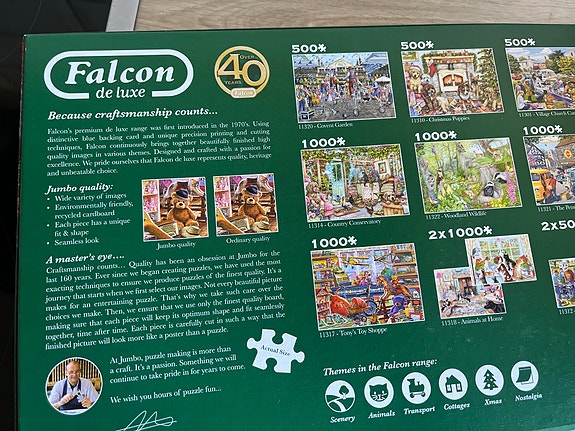 Falcon
de luxe
OVER
40
YEARS
Falcon
Because craftsmanship counts...
Falcon's premium de luxe range was first introduced in the 1970's. Using
distinctive blue backing card and unique precision printing and cutting
techniques, Falcon continuously brings together beautifully finished high
quality images in various themes. Designed and crafted with a passion for
excellence. We pride ourselves that Falcon de luxe represents quality, heritage
and unbeatable choice.
Jumbo quality:
• Wide variety of images
• Environmentally friendly,
recycled cardboard
• Each piece has a unique
fit & shape
• Seamless look
Jumbo quality
Ordinary quality
A master's eye....
Craftsmanship counts... Quality has been an obsession at Jumbo for the
last 160 years. Ever since we began creating puzzles, we have used the most
exacting techniques to ensure we produce puzzles of the finest quality. It's a
journey that starts when we first select our images. Not every beautiful picture
makes for an entertaining puzzle. That's why we take such care over the
choices we make. Then, we ensure that we use only the finest quality board,
making sure that each piece will keep its optimum shape and fit seamlessly
together, time after time. Each piece is carefully cut in such a way that the
finished picture will look more like a poster than a puzzle.
At Jumbo, puzzle making is more than
a craft. It's a passion. Something we will
continue to take pride in for years to come.
We wish you hours of puzzle fun...
Actual Size
500
11320 - Covent Garden
500
11310 - Christmas Puppies
500
11301 - Village Church Car
1000
11314 - Country Conservatory
1000
11322 - Woodland Wildlife
1000
11321 - The Petro
1000
11317 - Tony's Toy Shoppe
2x1000
11318 - Animals at Home
2x50
11312 -
Themes in the Falcon range:
Scenery
Animals
Transport
Cottages
Xmas
Nostalgia